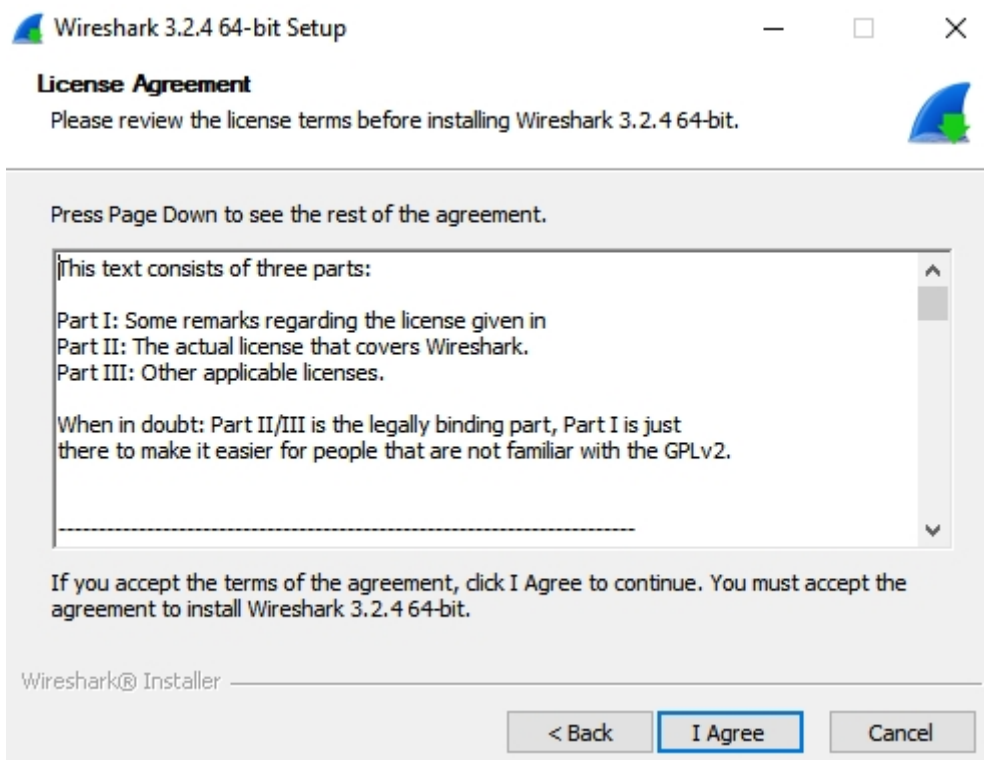 Wireshark 3.2.4 64-bit Setup
License Agreement
Please review the license terms before installing Wireshark 3.2.4 64-bit.
Press Page Down to see the rest of the agreement.
This text consists of three parts:
Part I: Some remarks regarding the license given in
Part II: The actual license that covers Wireshark.
Part III: Other applicable licenses.
When in doubt: Part II/III is the legally binding part, Part I is just
there to make it easier for people that are not familiar with the GPLv2.
------------------------------------------------------------------------
If you accept the terms of the agreement, click I Agree to continue. You must accept the
agreement to install Wireshark 3.2.4 64-bit.
Wireshark® Installer
< Back I Agree Cancel